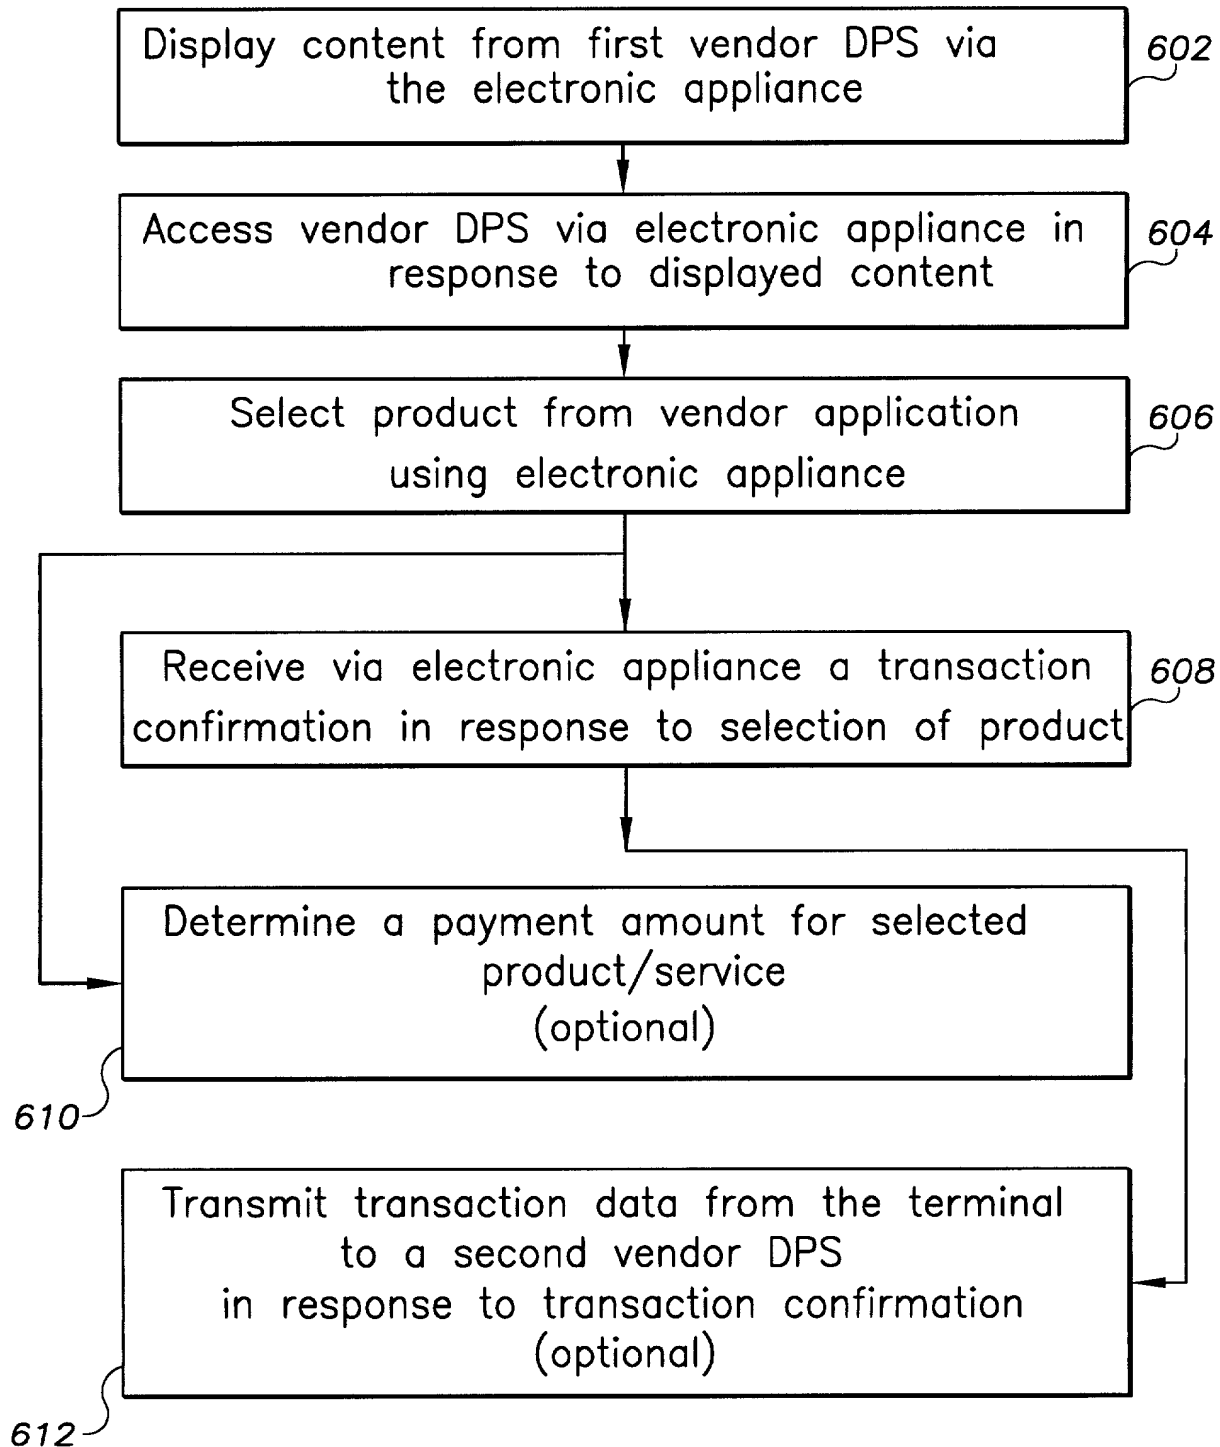 Display content from first vendor DPS via
the electronic appliance
602
Access vendor DPS via electronic appliance in
response to displayed content
604
Select product from vendor application
using electronic appliance
606
Receive via electronic appliance a transaction
confirmation in response to selection of product
608
Determine a payment amount for selected
product/service
(optional)
610
Transmit transaction data from the terminal
to a second vendor DPS
in response to transaction confirmation
(optional)
612